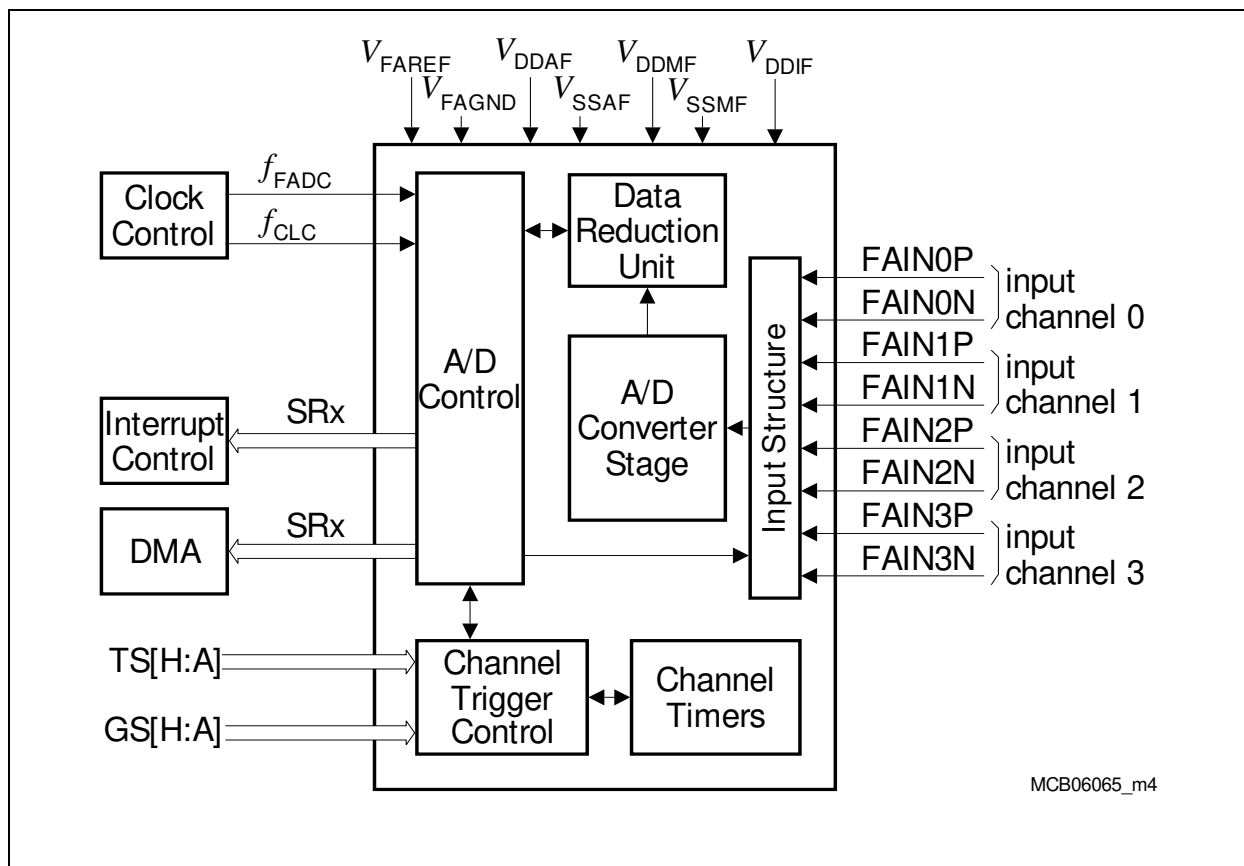 VFAREF
VDDAF
VDDMF
VDDIF
VFAGND
VSSAF
VSSMF
Clock
Control
fFADC
fCLC
A/D
Control
Data
Reduction
Unit
A/D
Converter
Stage
Input Structure
FAIN0P
FAIN0N
input
channel 0
FAIN1P
FAIN1N
input
channel 1
FAIN2P
FAIN2N
input
channel 2
FAIN3P
FAIN3N
input
channel 3
Interrupt
Control
SRx
DMA
SRx
TS[H:A]
GS[H:A]
Channel
Trigger
Control
Channel
Timers
MCB06065_m4